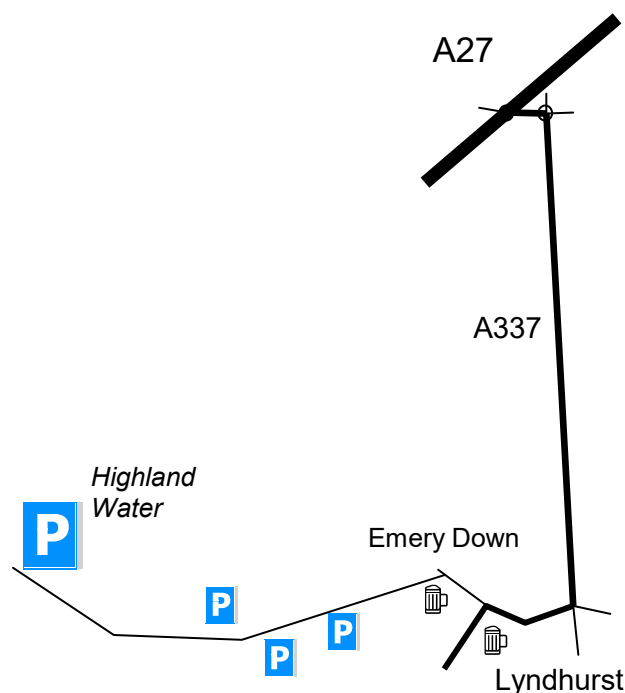 A27
A337
Highland
Water
P
Emery Down
P
P
P
Lyndhurst